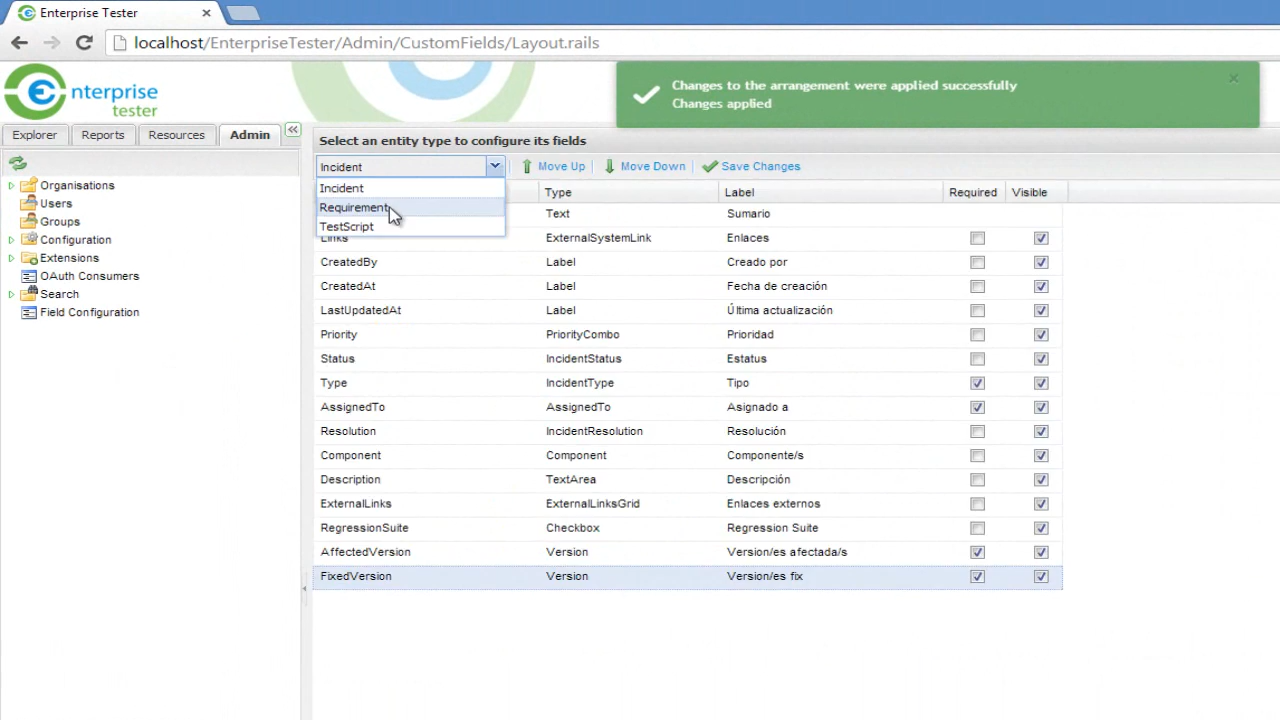 Enterprise Tester
localhost/EnterpriseTester/Admin/CustomFields/Layout.rails
nterprise
tester
Changes to the arrangement were applied successfully
Changes applied
Explorer Reports Resources Admin
Select an entity type to configure its fields
Incident Move Up Move Down Save Changes
Incident
Requirement
TestScript
Organisations
Users
Groups
Configuration
Extensions
OAuth Consumers
Search
Field Configuration
Type Label Required Visible
Text Sumario
Links ExternalSystemLink Enlaces
CreatedBy Label Creado por
CreatedAt Label Fecha de creación
LastUpdatedAt Label Última actualización
Priority PriorityCombo Prioridad
Status IncidentStatus Estatus
Type IncidentType Tipo
AssignedTo AssignedTo Asignado a
Resolution IncidentResolution Resolución
Component Component Componente/s
Description TextArea Descripción
ExternalLinks ExternalLinksGrid Enlaces externos
RegressionSuite Checkbox Regression Suite
AffectedVersion Version Version/es afectada/s
FixedVersion Version Version/es fix